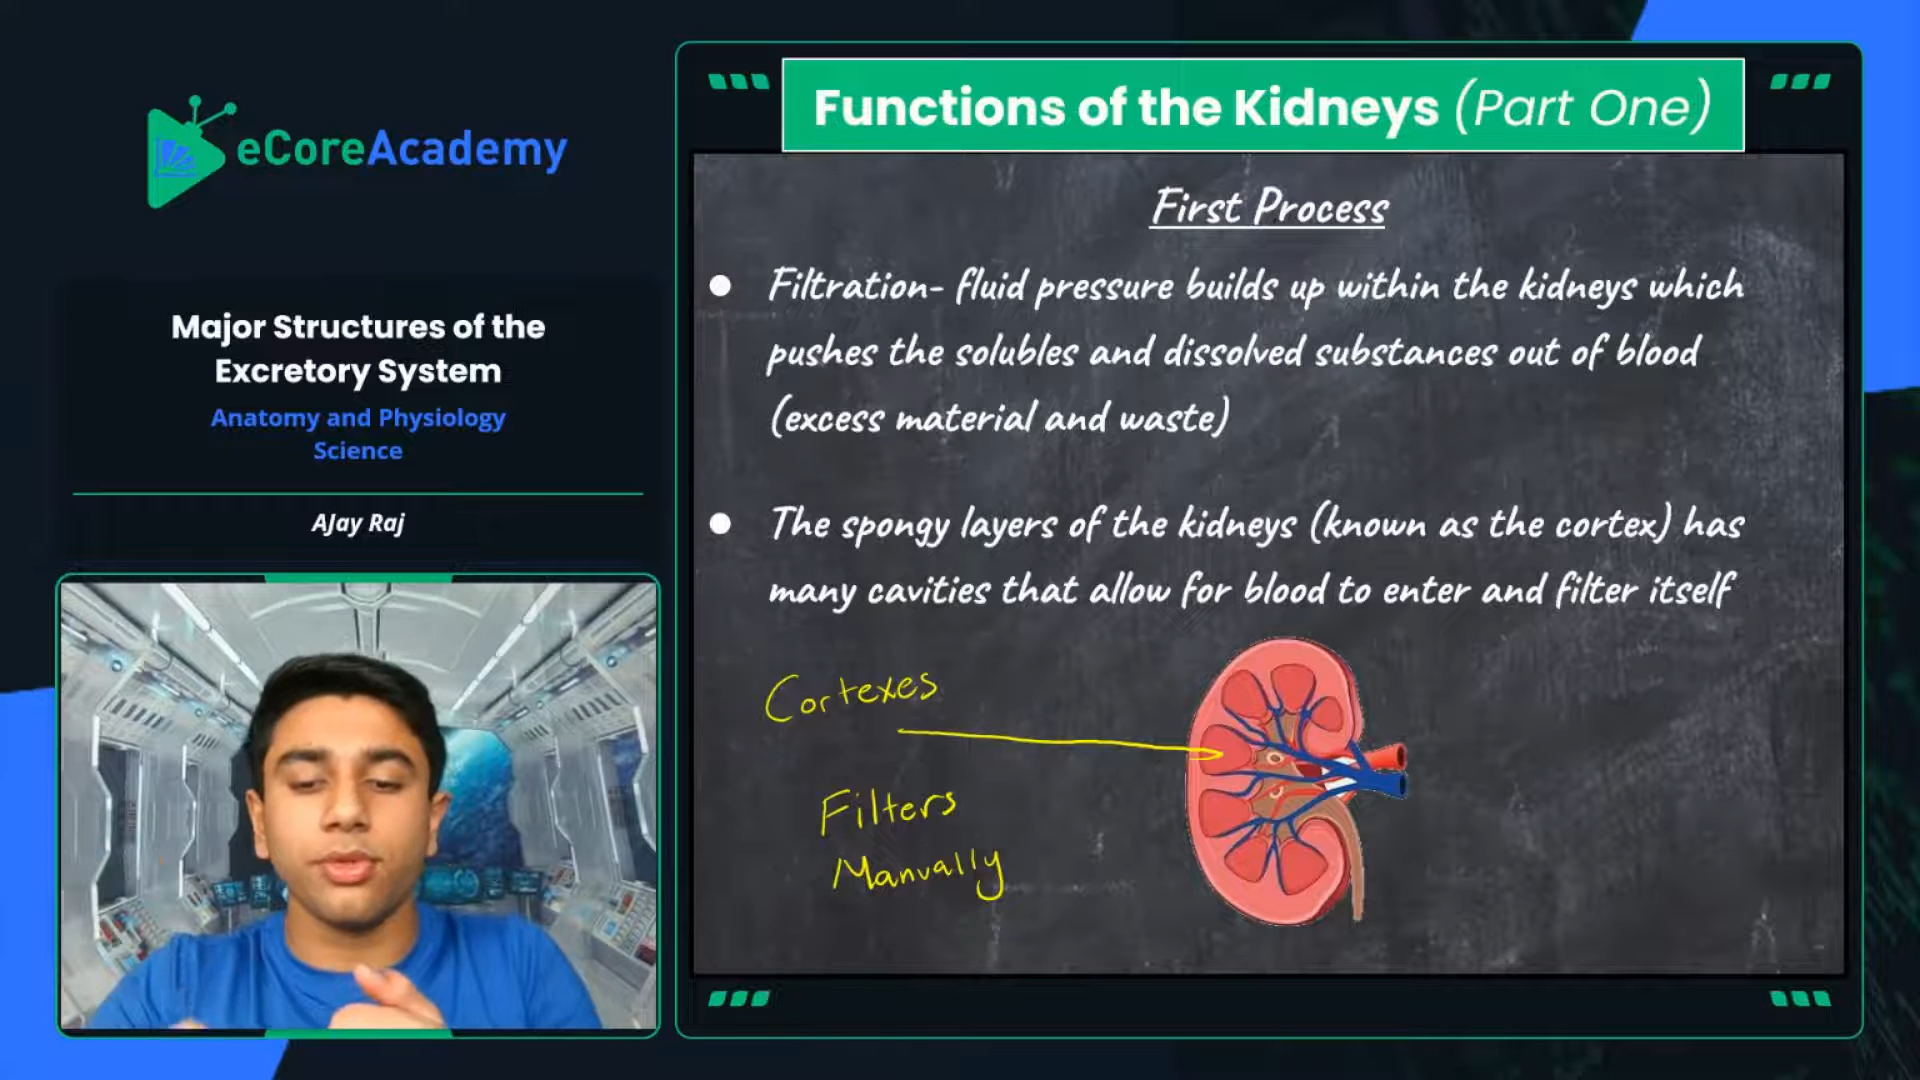 eCoreAcademy
Major Structures of the
Excretory System
Anatomy and Physiology
Science
AJay Raj
Functions of the Kidneys (Part One)
First Process
● Filtration- fluid pressure builds up within the kidneys which
pushes the solubles and dissolved substances out of blood
(excess material and waste)
● The spongy layers of the kidneys (known as the cortex) has
many cavities that allow for blood to enter and filter itself
Cortexes
Filters
Manually